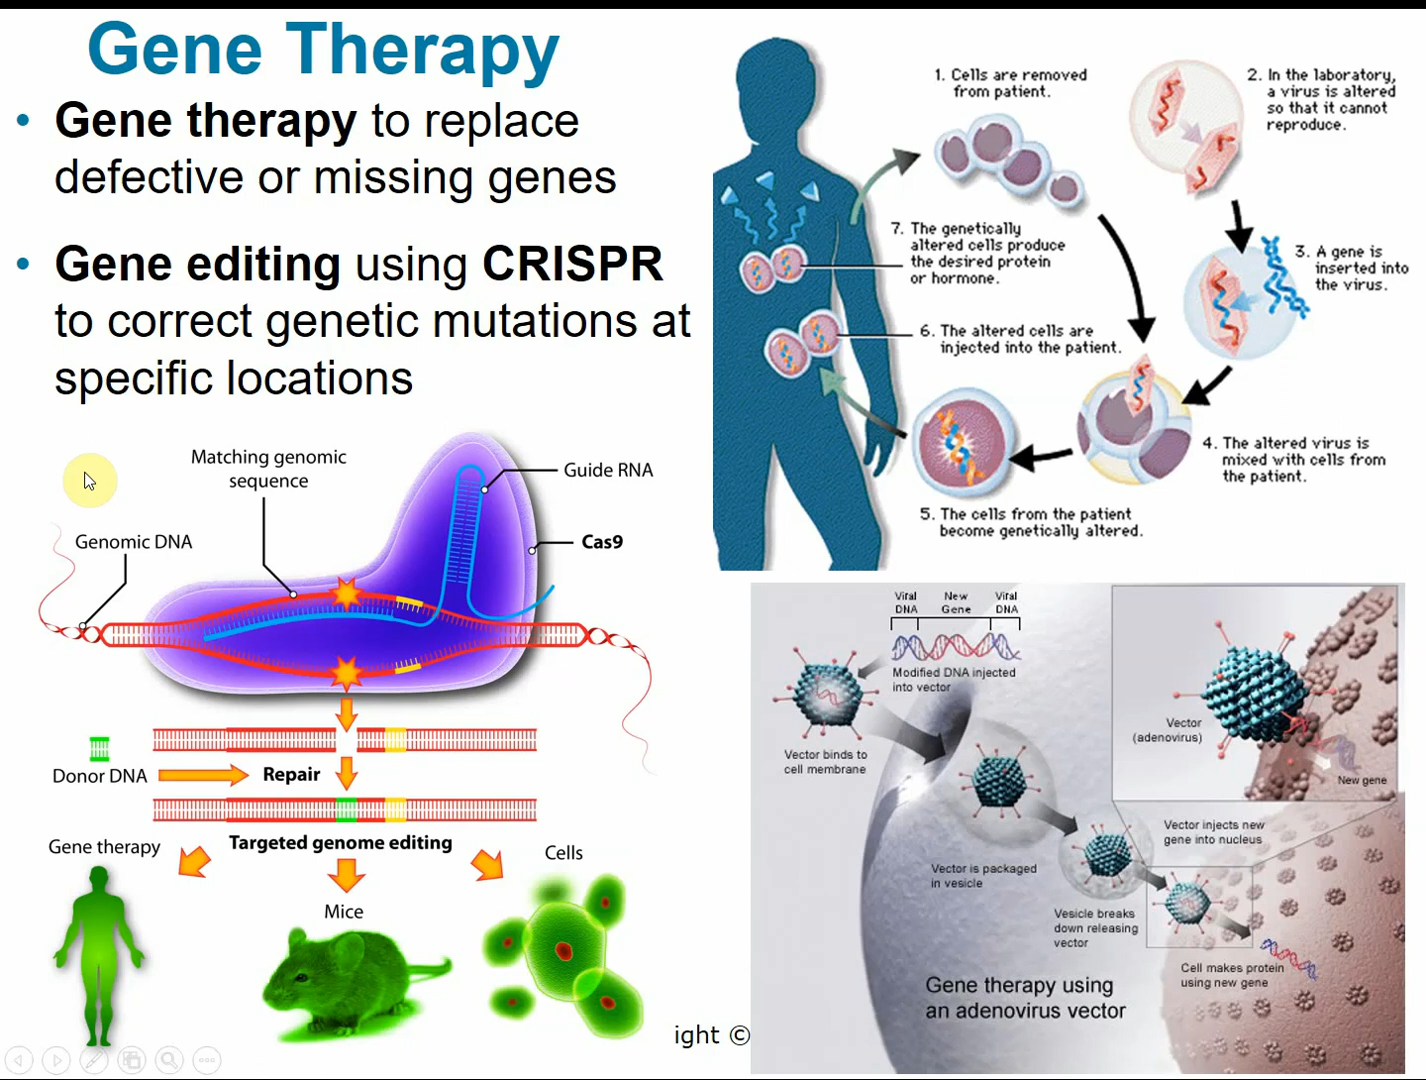 Gene Therapy
• Gene therapy to replace
defective or missing genes
• Gene editing using CRISPR
to correct genetic mutations at
specific locations
Matching genomic
sequence
Guide RNA
Genomic DNA
Cas9
Donor DNA
Repair
Targeted genome editing
Gene therapy
Mice
Cells
ight ©
1. Cells are removed
from patient.
2. In the laboratory,
a virus is altered
so that it cannot
reproduce.
3. A gene is
inserted into
the virus.
4. The altered virus is
mixed with cells from
the patient.
5. The cells from the patient
become genetically altered.
6. The altered cells are
injected into the patient.
7. The genetically
altered cells produce
the desired protein
or hormone.
Viral
DNA
New
Gene
Viral
DNA
Modified DNA injected
into vector
Vector binds to
cell membrane
Vector is packaged
in vesicle
Vesicle breaks
down releasing
vector
Vector
(adenovirus)
New gene
Vector injects new
gene into nucleus
Cell makes protein
using new gene
Gene therapy using
an adenovirus vector